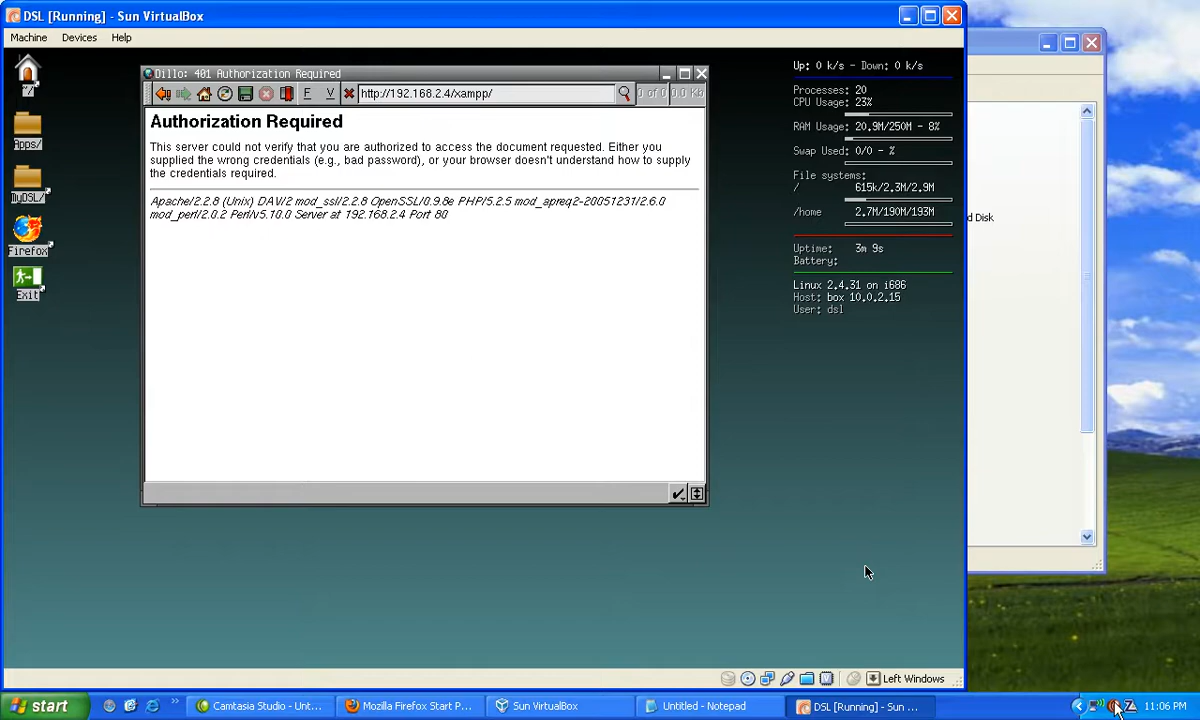 DSL [Running] - Sun VirtualBox
Machine Devices Help
Dillo: 401 Authorization Required
http://192.168.2.4/xampp/
F V
Authorization Required
This server could not verify that you are authorized to access the document requested. Either you
supplied the wrong credentials (e.g., bad password), or your browser doesn't understand how to supply
the credentials required.
Apache/2.2.8 (Unix) DAV/2 mod_ssl/2.2.8 OpenSSL/0.9.8e PHP/5.2.5 mod_apreq2-20051231/2.6.0
mod_perl/2.0.2 Perl/v5.10.0 Server at 192.168.2.4 Port 80
/
Apps/
MyDSL/
Firefox
Exit
Up: 0 k/s - Down: 0 k/s
Processes: 20
CPU Usage: 23%
RAM Usage: 20.9M/250M - 8%
Swap Used: 0/0 - %
File systems:
/ 615k/2.3M/2.9M
/home 2.7M/190M/193M
Uptime: 3m 9s
Battery:
Linux 2.4.31 on i686
Host: box 10.0.2.15
User: dsl
d Disk
Left Windows
start
Camtasia Studio - Unt...
Mozilla Firefox Start P...
Sun VirtualBox
Untitled - Notepad
DSL [Running] - Sun ...
11:06 PM